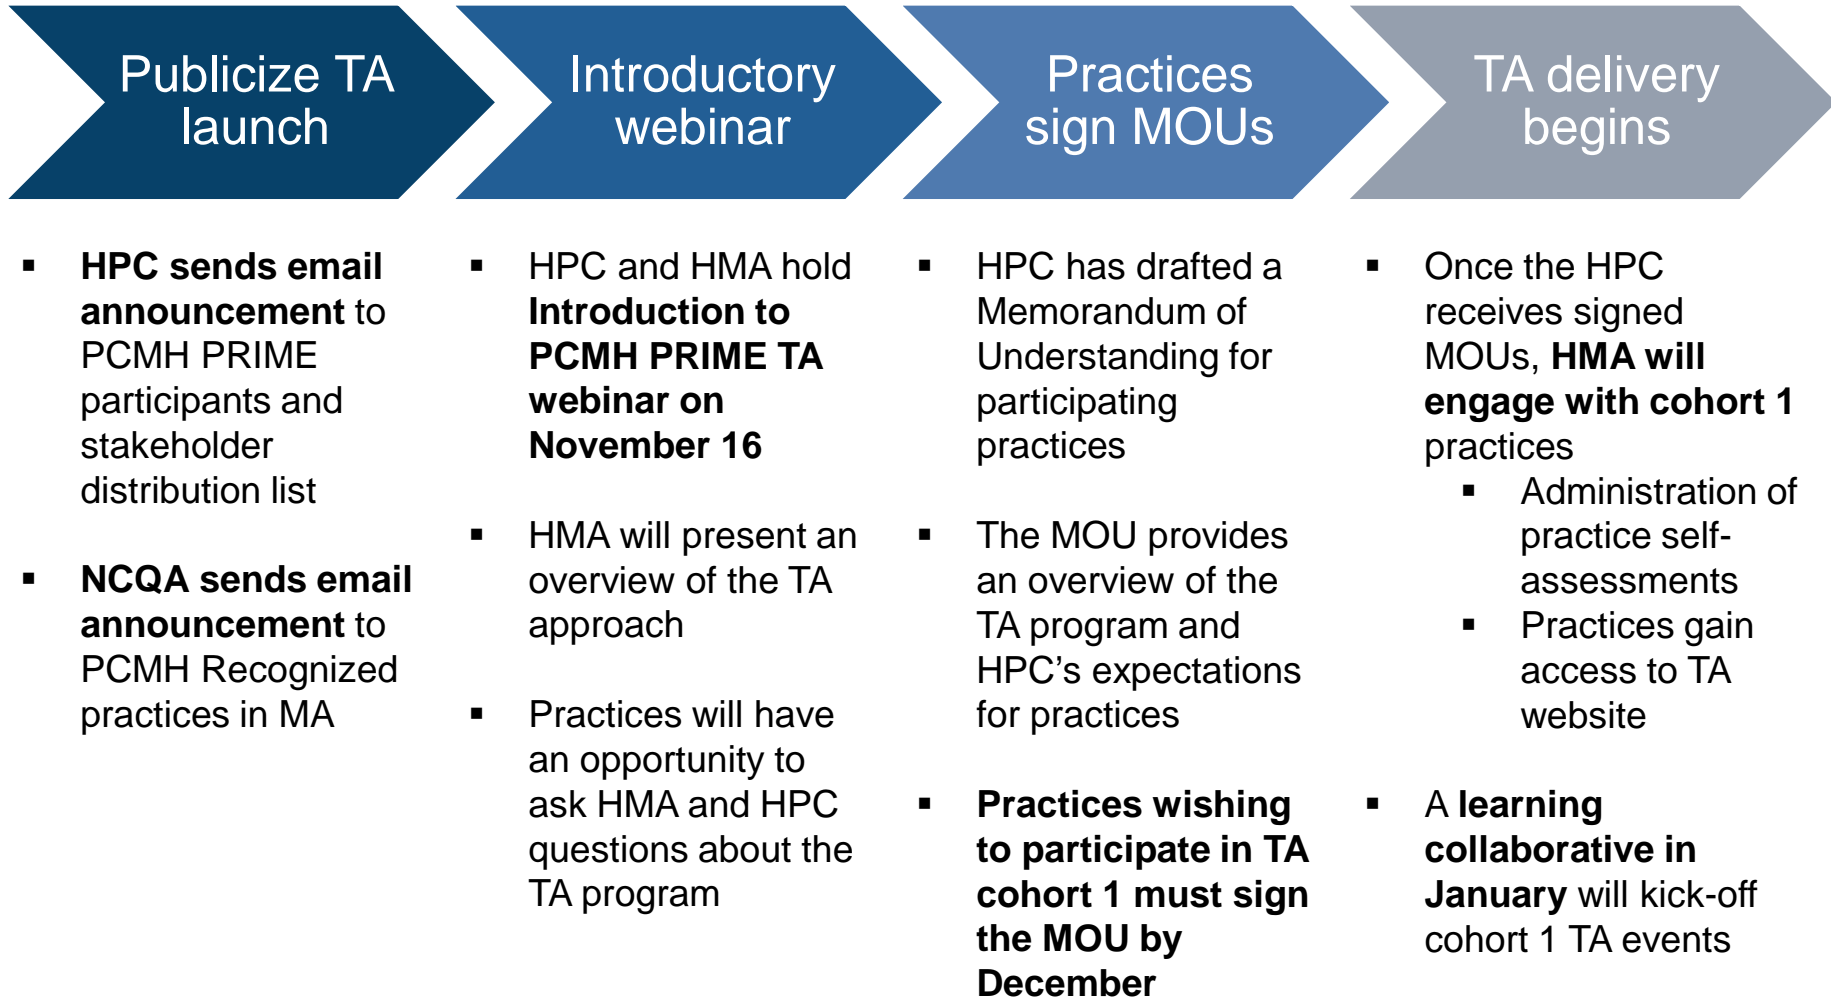 Publicize TA
launch
Introductory
webinar
Practices
sign MOUs
TA delivery
begins
▪ HPC sends email
announcement to
PCMH PRIME
participants and
stakeholder
distribution list
▪ NCQA sends email
announcement to
PCMH Recognized
practices in MA
▪ HPC and HMA hold
Introduction to
PCMH PRIME TA
webinar on
November 16
▪ HMA will present an
overview of the TA
approach
▪ Practices will have
an opportunity to
ask HMA and HPC
questions about the
TA program
▪ HPC has drafted a
Memorandum of
Understanding for
participating
practices
▪ The MOU provides
an overview of the
TA program and
HPC’s expectations
for practices
▪ Practices wishing
to participate in TA
cohort 1 must sign
the MOU by
December
▪ Once the HPC
receives signed
MOUs, HMA will
engage with cohort 1
practices
▪ Administration of
practice self-
assessments
▪ Practices gain
access to TA
website
▪ A learning
collaborative in
January will kick-off
cohort 1 TA events